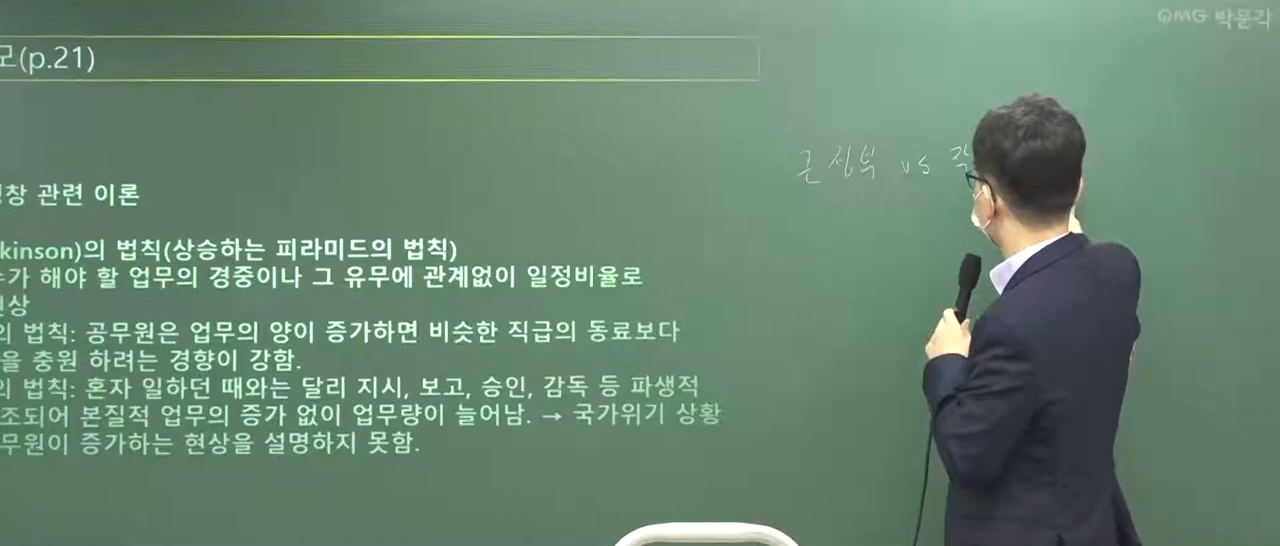 PMG 박문각
모(p.21)
근 정부 vs 작
창 관련 이론
kinson)의 법칙(상승하는 피라미드의 법칙)
가 해야 할 업무의 경중이나 그 유무에 관계없이 일정비율로
상
의 법칙: 공무원은 업무의 양이 증가하면 비슷한 직급의 동료보다
을 충원 하려는 경향이 강함.
의 법칙: 혼자 일하던 때와는 달리 지시, 보고, 승인, 감독 등 파생적
조되어 본질적 업무의 증가 없이 업무량이 늘어남. → 국가위기 상황
무원이 증가하는 현상을 설명하지 못함.